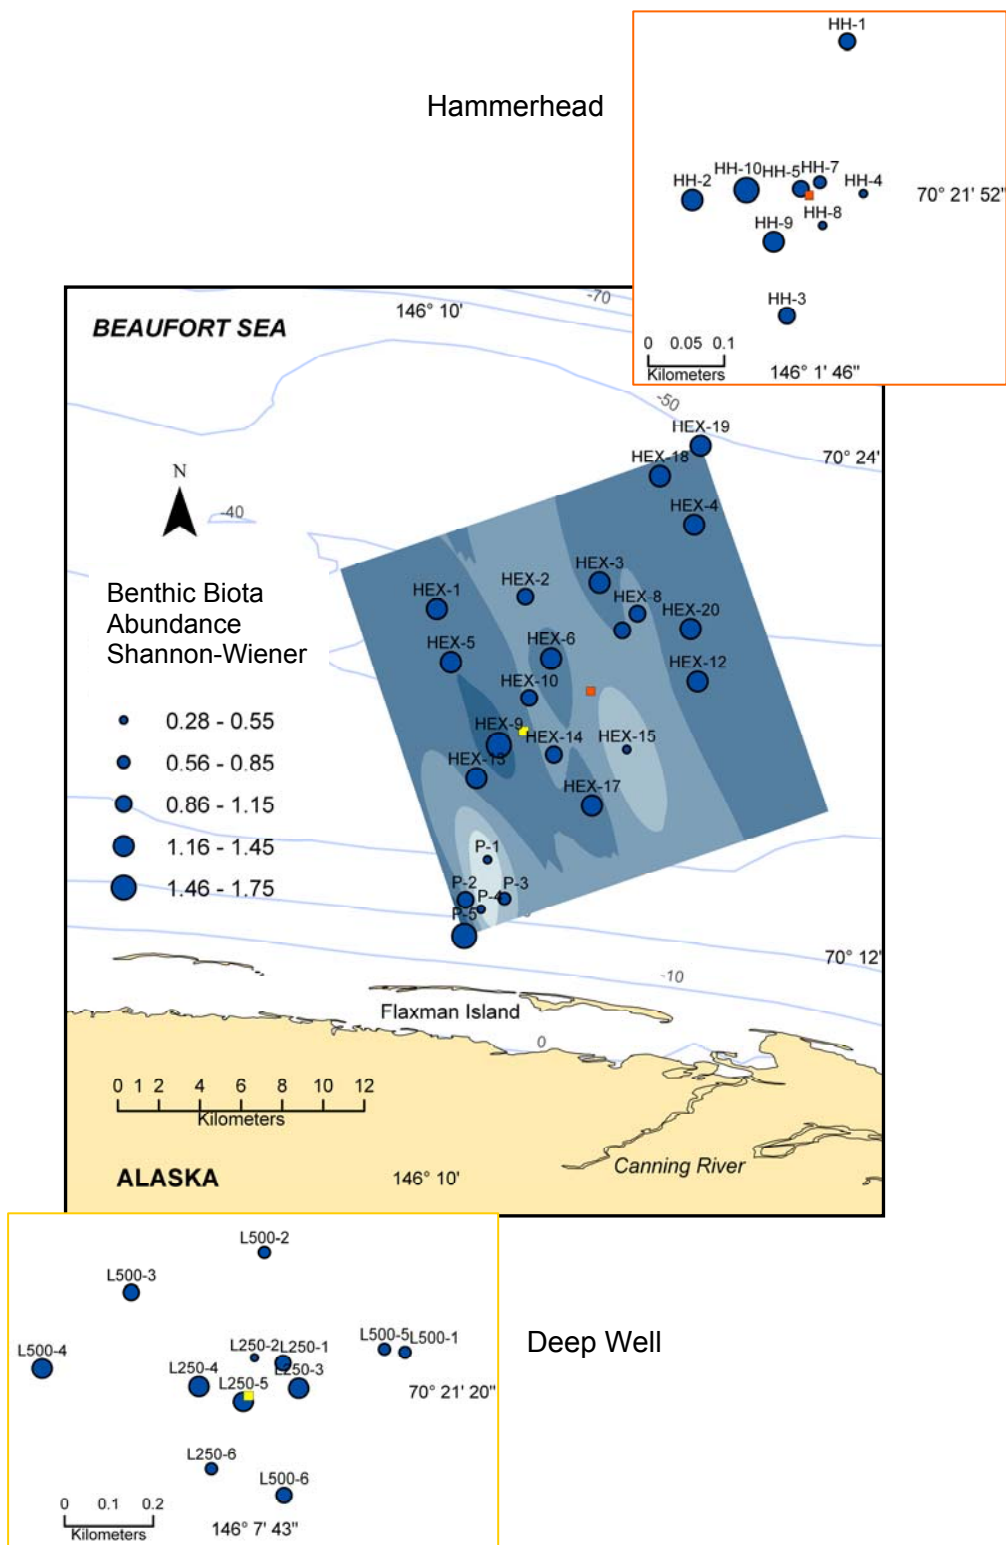 Hammerhead
HH-1
HH-10
HH-5
HH-7
HH-2
HH-4
70° 21' 52"
HH-8
HH-9
HH-3
0 0.05 0.1
Kilometers
146° 1' 46"
BEAUFORT SEA
146° 10'
-70
-50
HEX-19
HEX-18
70° 24'
N
-40
HEX-4
Benthic Biota
Abundance
Shannon-Wiener
0.28 - 0.55
0.56 - 0.85
0.86 - 1.15
1.16 - 1.45
1.46 - 1.75
HEX-3
HEX-2
HEX-1
HEX-8
HEX-20
HEX-5
HEX-6
HEX-12
HEX-10
HEX-9
HEX-14
HEX-15
HEX-13
HEX-17
P-1
P-2
P-3
P-4
P-5
70° 12'
-10
Flaxman Island
0
0 1 2 4 6 8 10 12
Kilometers
Canning River
ALASKA
146° 10'
L500-2
L500-3
L500-4
L250-2
L250-1
L500-5
L500-1
L250-4
L250-3
L250-5
70° 21' 20"
L250-6
L500-6
0 0.1 0.2
Kilometers
146° 7' 43"
Deep Well